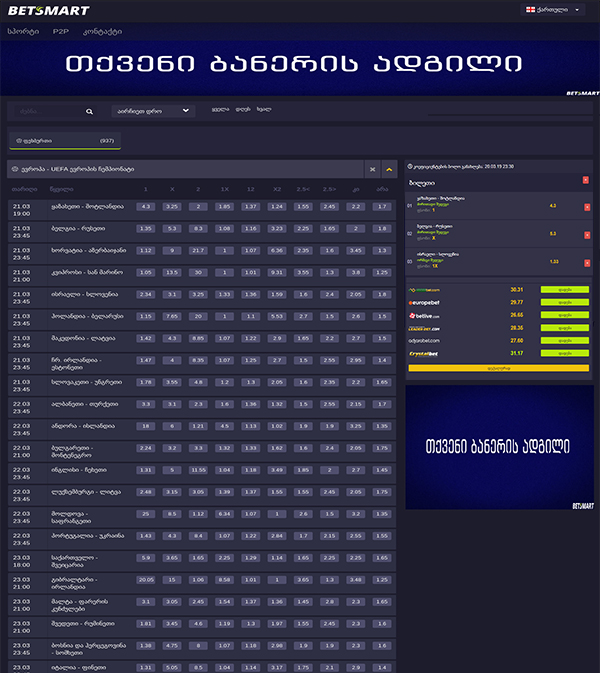 BETSMART
ქართული
სპორტი P2P კონტაქტი
თქვენი ბანერის ადგილი
BETSMART
აირჩიეთ დრო
ყველა დღეს ხვალ
ფეხბურთი (937)
ევროპა - UEFA ევროპის ჩემპიონატი
თარიღი წყვილი 1 X 2 1X 12 X2 2.5< 2.5> კი არა
21.03 19:00 ყაზახეთი - შოტლანდია 4.3 3.25 2 1.85 1.37 1.24 1.55 2.45 2.2 1.7
21.03 23:45 ბელგია - რუსეთი 1.35 5.3 8.3 1.08 1.16 3.23 2.25 1.65 2 1.8
21.03 23:45 ხორვატია - აზერბაიჯანი 1.12 9 21.7 1 1.07 6.36 2.35 1.6 3.45 1.3
21.03 21:00 კვიპროსი - სან მარინო 1.05 13.5 30 1 1.01 9.31 3.55 1.3 3.8 1.25
21.03 23:45 ისრაელი - სლოვენია 2.34 3.1 3.25 1.33 1.36 1.59 1.6 2.4 2.05 1.8
21.03 23:45 ჰოლანდია - ბელარუსი 1.15 7.65 20 1 1.1 5.53 2.7 1.5 2.6 1.5
21.03 23:45 მაკედონია - ლატვია 1.42 4.3 8.85 1.07 1.22 2.9 1.65 2.2 2.7 1.5
21.03 23:45 ჩრ. ირლანდია - ესტონეთი 1.47 4 8.35 1.07 1.25 2.7 1.5 2.55 2.95 1.4
21.03 23:45 სლოვაკეთი - უნგრეთი 1.78 3.55 4.8 1.2 1.3 2.05 1.6 2.35 2.2 1.65
22.03 23:45 ალბანეთი - თურქეთი 3.3 3.1 2.3 1.6 1.36 1.32 1.5 2.55 2.15 1.7
22.03 23:45 ანდორა - ისლანდია 18 6 1.21 4.5 1.13 1.02 1.9 1.9 3.25 1.35
22.03 23:45 ბულგარეთი - მონტენეგრო 2.24 3.2 3.3 1.32 1.33 1.62 1.6 2.4 2.05 1.75
22.03 23:45 ინგლისი - ჩეხეთი 1.31 5 11.55 1.04 1.18 3.49 1.85 2 2.7 1.45
22.03 23:45 ლუქსემბურგი - ლიტვა 2.48 3.15 3.05 1.39 1.37 1.55 1.55 2.45 2.05 1.75
22.03 23:45 მოლდოვა - საფრანგეთი 25 8.5 1.12 6.34 1.07 1 2.6 1.5 3.2 1.35
22.03 23:45 პორტუგალია - უკრაინა 1.43 4.3 8.4 1.07 1.22 2.84 1.7 2.15 2.55 1.55
23.03 18:00 საქართველო - შვეიცარია 5.9 3.65 1.65 2.25 1.29 1.14 1.65 2.25 2.25 1.65
23.03 21:00 გიბრალტარი - ირლანდია 20.05 15 1.06 8.58 1.01 1 3.65 1.3 3.48 1.25
23.03 21:00 მალტა - ფარერის კუნძულები 3.1 3.05 2.45 1.54 1.37 1.36 1.45 2.8 2.3 1.65
23.03 21:00 შვედეთი - რუმინეთი 1.81 3.45 4.6 1.19 1.3 1.97 1.55 2.45 2.3 1.6
23.03 23:45 ბოსნია და ჰერცეგოვინა - სომხეთი 1.38 4.75 8 1.07 1.18 2.98 1.9 1.9 2.3 1.6
23.03 იტალია - ფინეთი 1.31 5.05 8.5 1.04 1.14 3.17 1.75 2.1 2.9 1.4
20.03.19 23:30
ბილეთი
01 ყაზახეთი - შოტლანდია 4.3
1
02 ბელგია - რუსეთი 5.3
X
03 ისრაელი - სლოვენია 1.33
1X
30.31
europebet 29.77
betlive.com 28.65
LEADER-BET.COM 28.36
adjarabet.com 27.60
Crystalbet 31.17
თქვენი ბანერის ადგილი
BETSMART